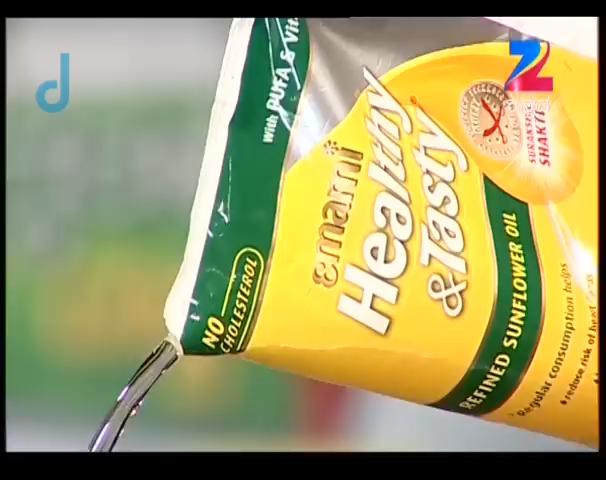 With PUFA & Vit.
emami
Healthy
& Tasty
SURAKSHA
SHAKTI
NO
CHOLESTEROL
REFINED SUNFLOWER OIL
Regular consumption helps
reduce risk of heart